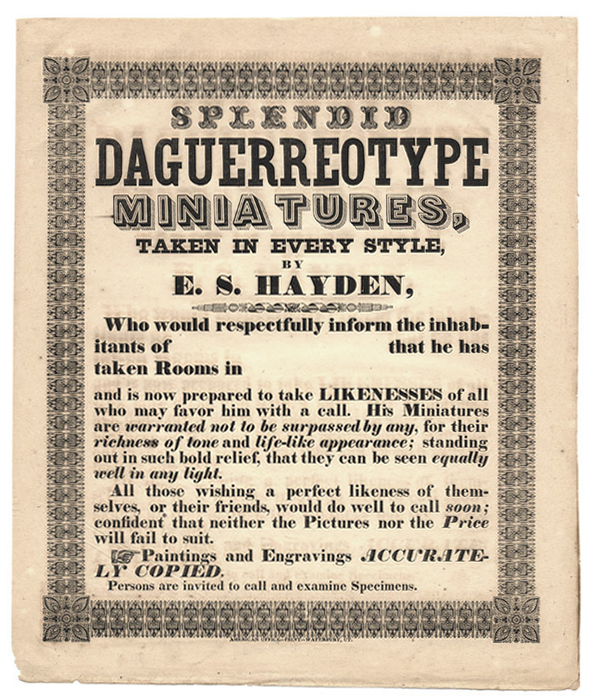 SPLENDID
DAGUERREOTYPE
MINIATURES,
TAKEN IN EVERY STYLE,
BY
E. S. HAYDEN,
Who would respectfully inform the inhab-
itants of that he has
taken Rooms in
and is now prepared to take LIKENESSES of all
who may favor him with a call. His Miniatures
are warranted not to be surpassed by any, for their
richness of tone and life-like appearance; standing
out in such bold relief, that they can be seen equally
well in any light.
All those wishing a perfect likeness of them-
selves, or their friends, would do well to call soon;
confident that neither the Pictures nor the Price
will fail to suit.
☞ Paintings and Engravings ACCURATE-
LY COPIED.
Persons are invited to call and examine Specimens.
AMERICAN OFFICE PRINT—WATERBURY, CT.